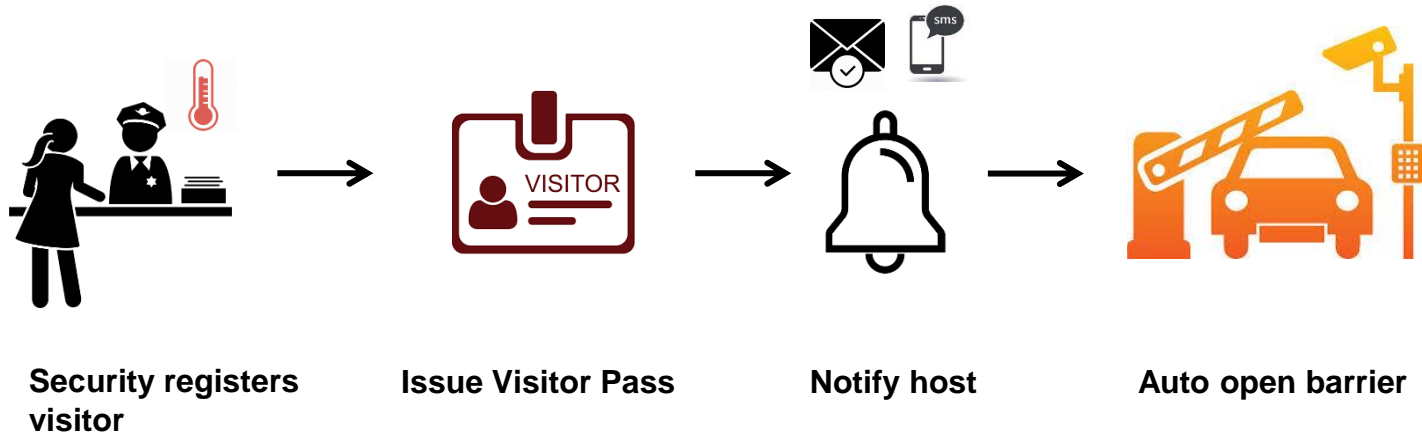 sms
VISITOR
Security registers
visitor
Issue Visitor Pass
Notify host
Auto open barrier